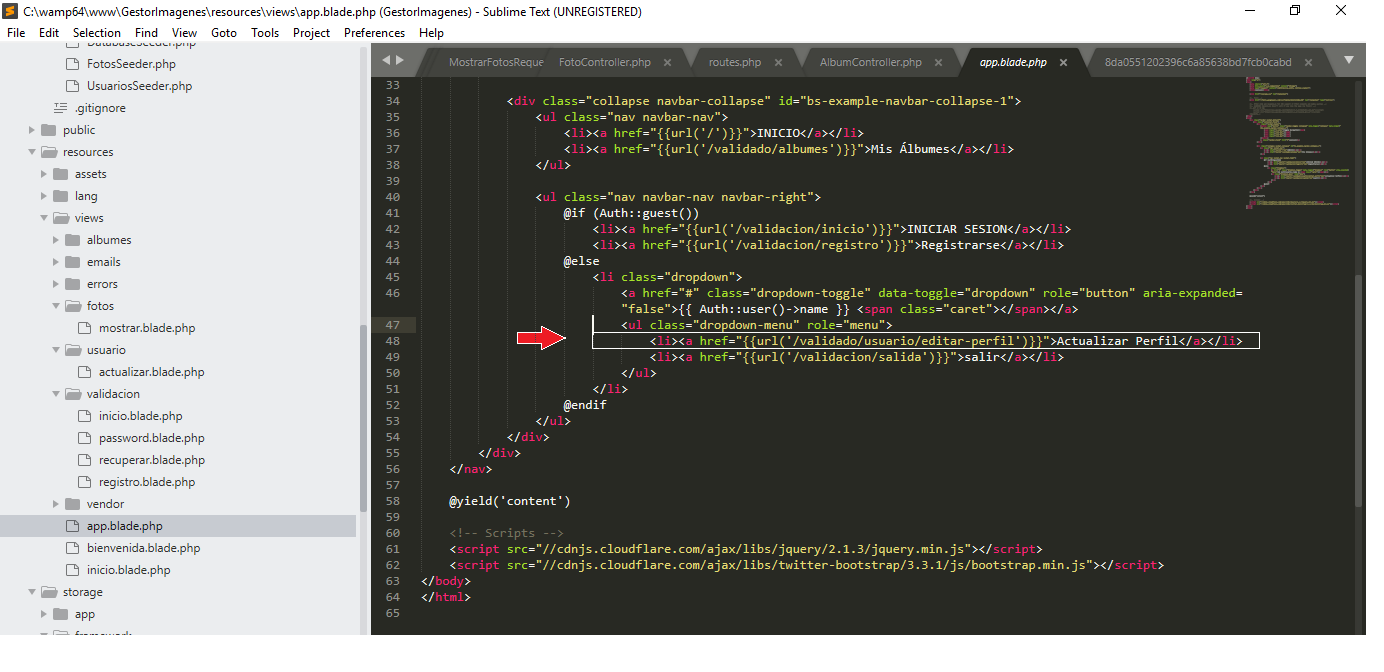 C:\wamp64\www\GestorImagenes\resources\views\app.blade.php (GestorImagenes) - Sublime Text (UNREGISTERED)
File Edit Selection Find View Goto Tools Project Preferences Help
DatabaseSeeder.php
FotosSeeder.php
UsuariosSeeder.php
.gitignore
public
resources
assets
lang
views
albumes
emails
errors
fotos
mostrar.blade.php
usuario
actualizar.blade.php
validacion
inicio.blade.php
password.blade.php
recuperar.blade.php
registro.blade.php
vendor
app.blade.php
bienvenida.blade.php
inicio.blade.php
storage
app
framework
MostrarFotosReque FotoController.php × routes.php × AlbumController.php × app.blade.php × 8da0551202396c6a85638bd7fcb0cabd ×
33
34 <div class="collapse navbar-collapse" id="bs-example-navbar-collapse-1">
35 <ul class="nav navbar-nav">
36 <li><a href="{{url('/')}}">INICIO</a></li>
37 <li><a href="{{url('/validado/albumes')}}">Mis Álbumes</a></li>
38 </ul>
39
40 <ul class="nav navbar-nav navbar-right">
41 @if (Auth::guest())
42 <li><a href="{{url('/validacion/inicio')}}">INICIAR SESION</a></li>
43 <li><a href="{{url('/validacion/registro')}}">Registrarse</a></li>
44 @else
45 <li class="dropdown">
46 <a href="#" class="dropdown-toggle" data-toggle="dropdown" role="button" aria-expanded=
"false">{{ Auth::user()->name }} <span class="caret"></span></a>
47 <ul class="dropdown-menu" role="menu">
48 <li><a href="{{url('/validado/usuario/editar-perfil')}}">Actualizar Perfil</a></li>
49 <li><a href="{{url('/validacion/salida')}}">salir</a></li>
50 </ul>
51 </li>
52 @endif
53 </ul>
54 </div>
55 </div>
56 </nav>
57
58 @yield('content')
59
60 <!-- Scripts -->
61 <script src="//cdnjs.cloudflare.com/ajax/libs/jquery/2.1.3/jquery.min.js"></script>
62 <script src="//cdnjs.cloudflare.com/ajax/libs/twitter-bootstrap/3.3.1/js/bootstrap.min.js"></script>
63 </body>
64 </html>
65